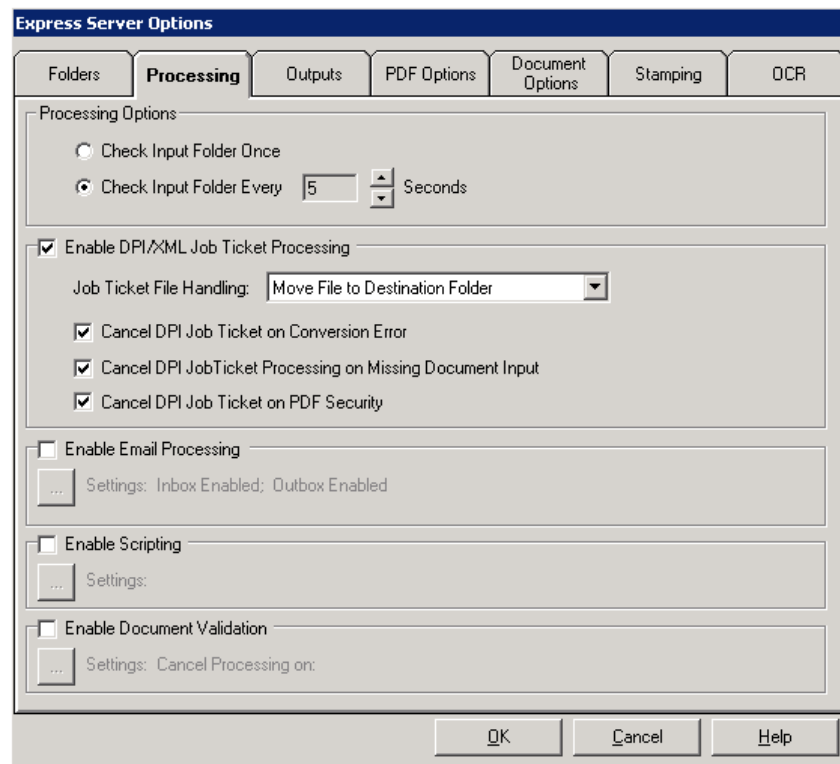 Express Server Options
Folders
Processing
Outputs
PDF Options
Document
Options
Stamping
OCR
Processing Options
Check Input Folder Once
Check Input Folder Every 5 Seconds
Enable DPI/XML Job Ticket Processing
Job Ticket File Handling: Move File to Destination Folder
Cancel DPI Job Ticket on Conversion Error
Cancel DPI JobTicket Processing on Missing Document Input
Cancel DPI Job Ticket on PDF Security
Enable Email Processing
... Settings: Inbox Enabled; Outbox Enabled
Enable Scripting
... Settings:
Enable Document Validation
... Settings: Cancel Processing on:
OK
Cancel
Help